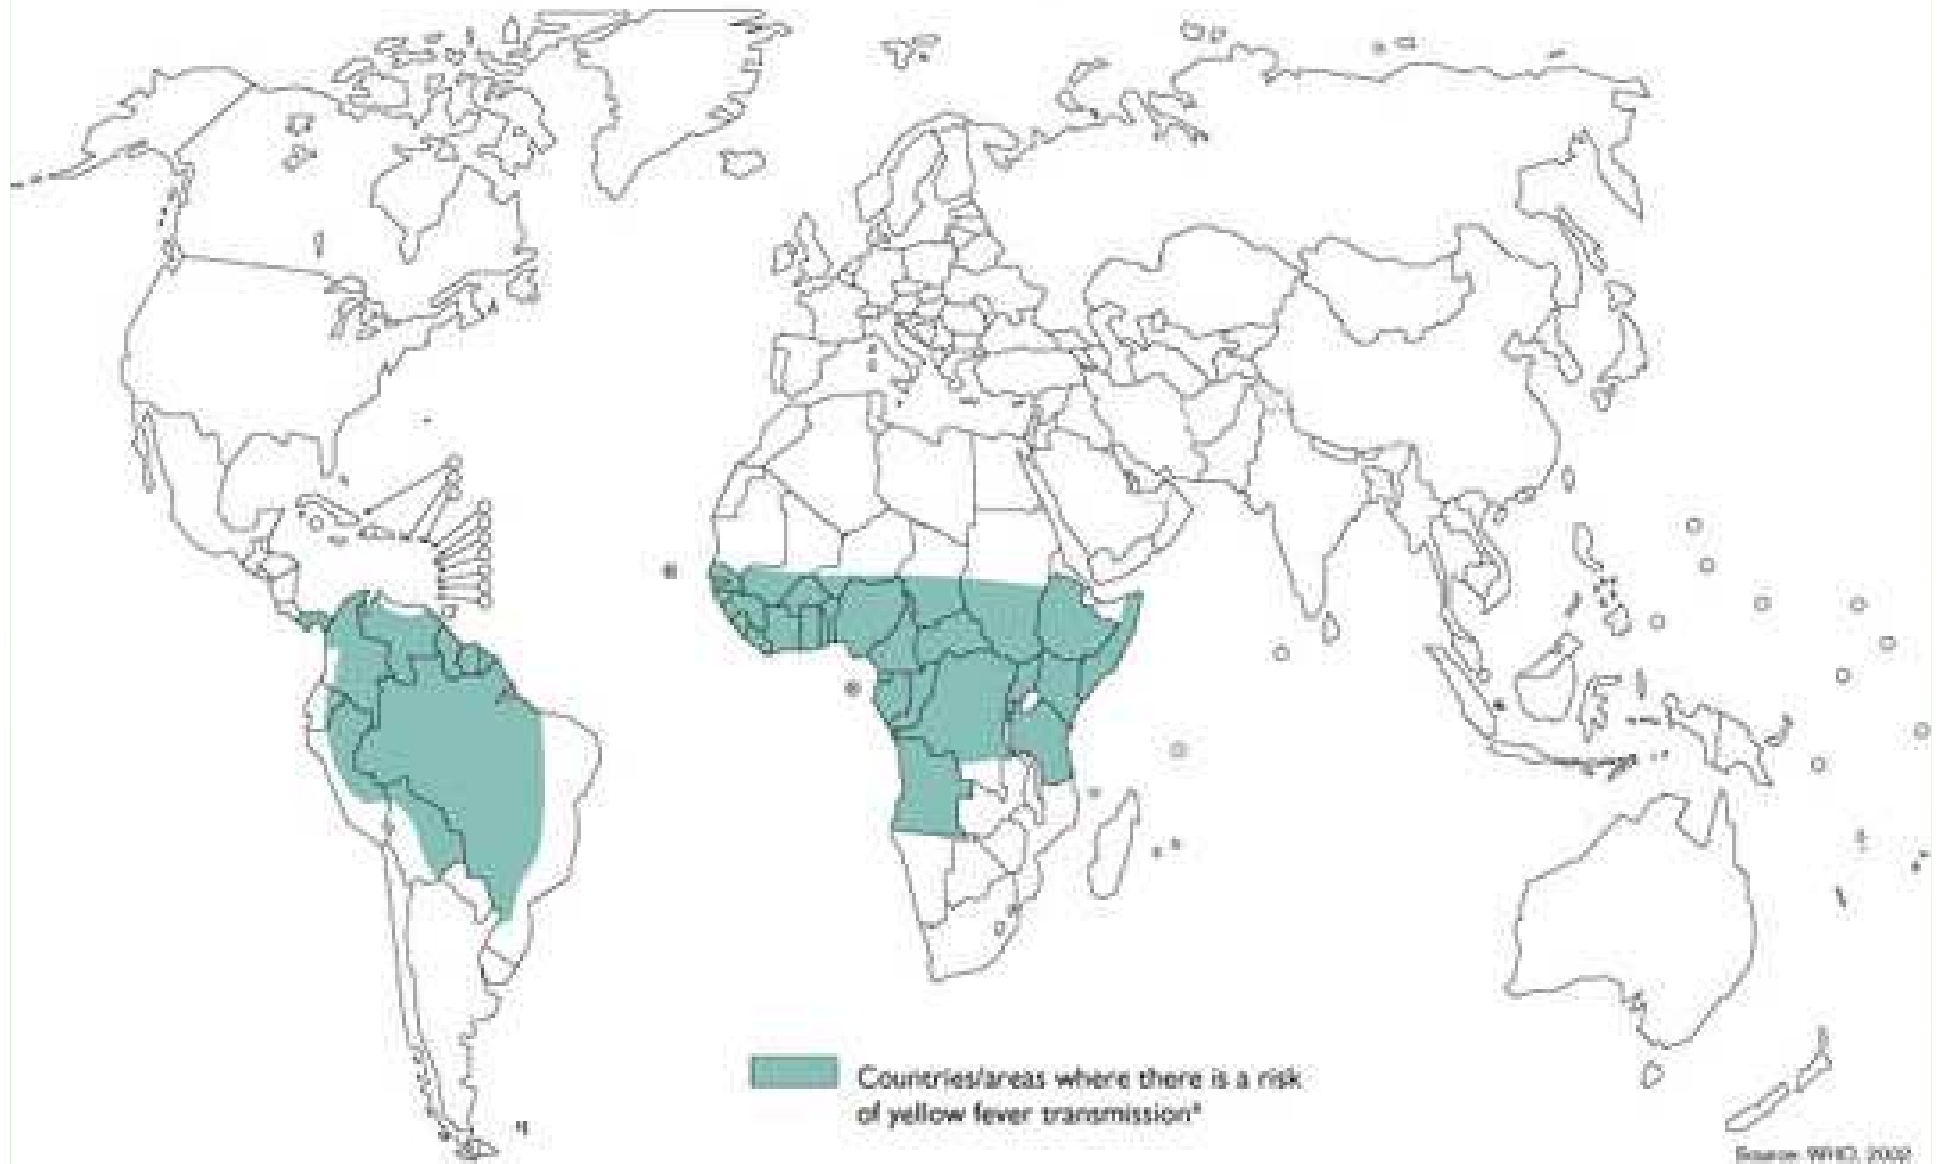 Countries/areas where there is a risk
of yellow fever transmission*
Source: WHO, 2002